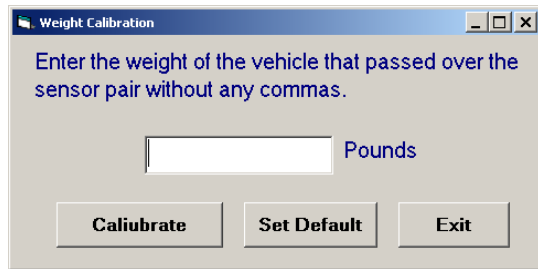 Weight Calibration
Enter the weight of the vehicle that passed over the
sensor pair without any commas.
Pounds
Caliubrate Set Default Exit